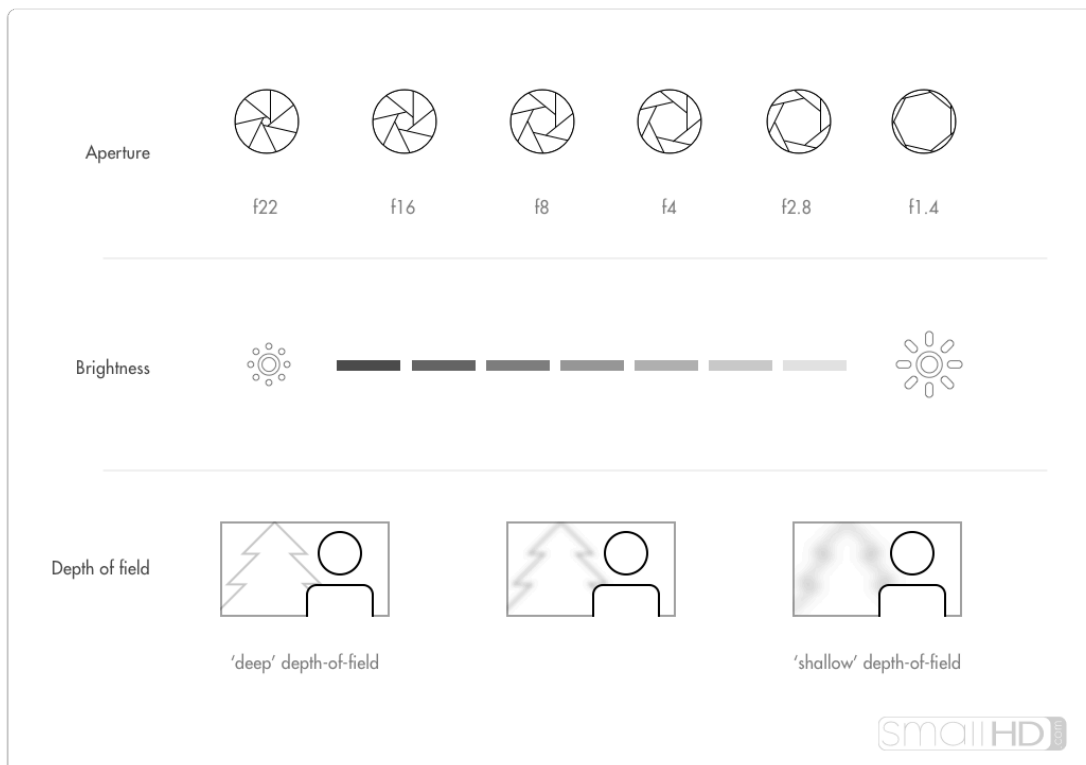 Aperture
f22
f16
f8
f4
f2.8
f1.4
Brightness
Depth of field
‘deep’ depth-of-field
‘shallow’ depth-of-field
smallHD.com